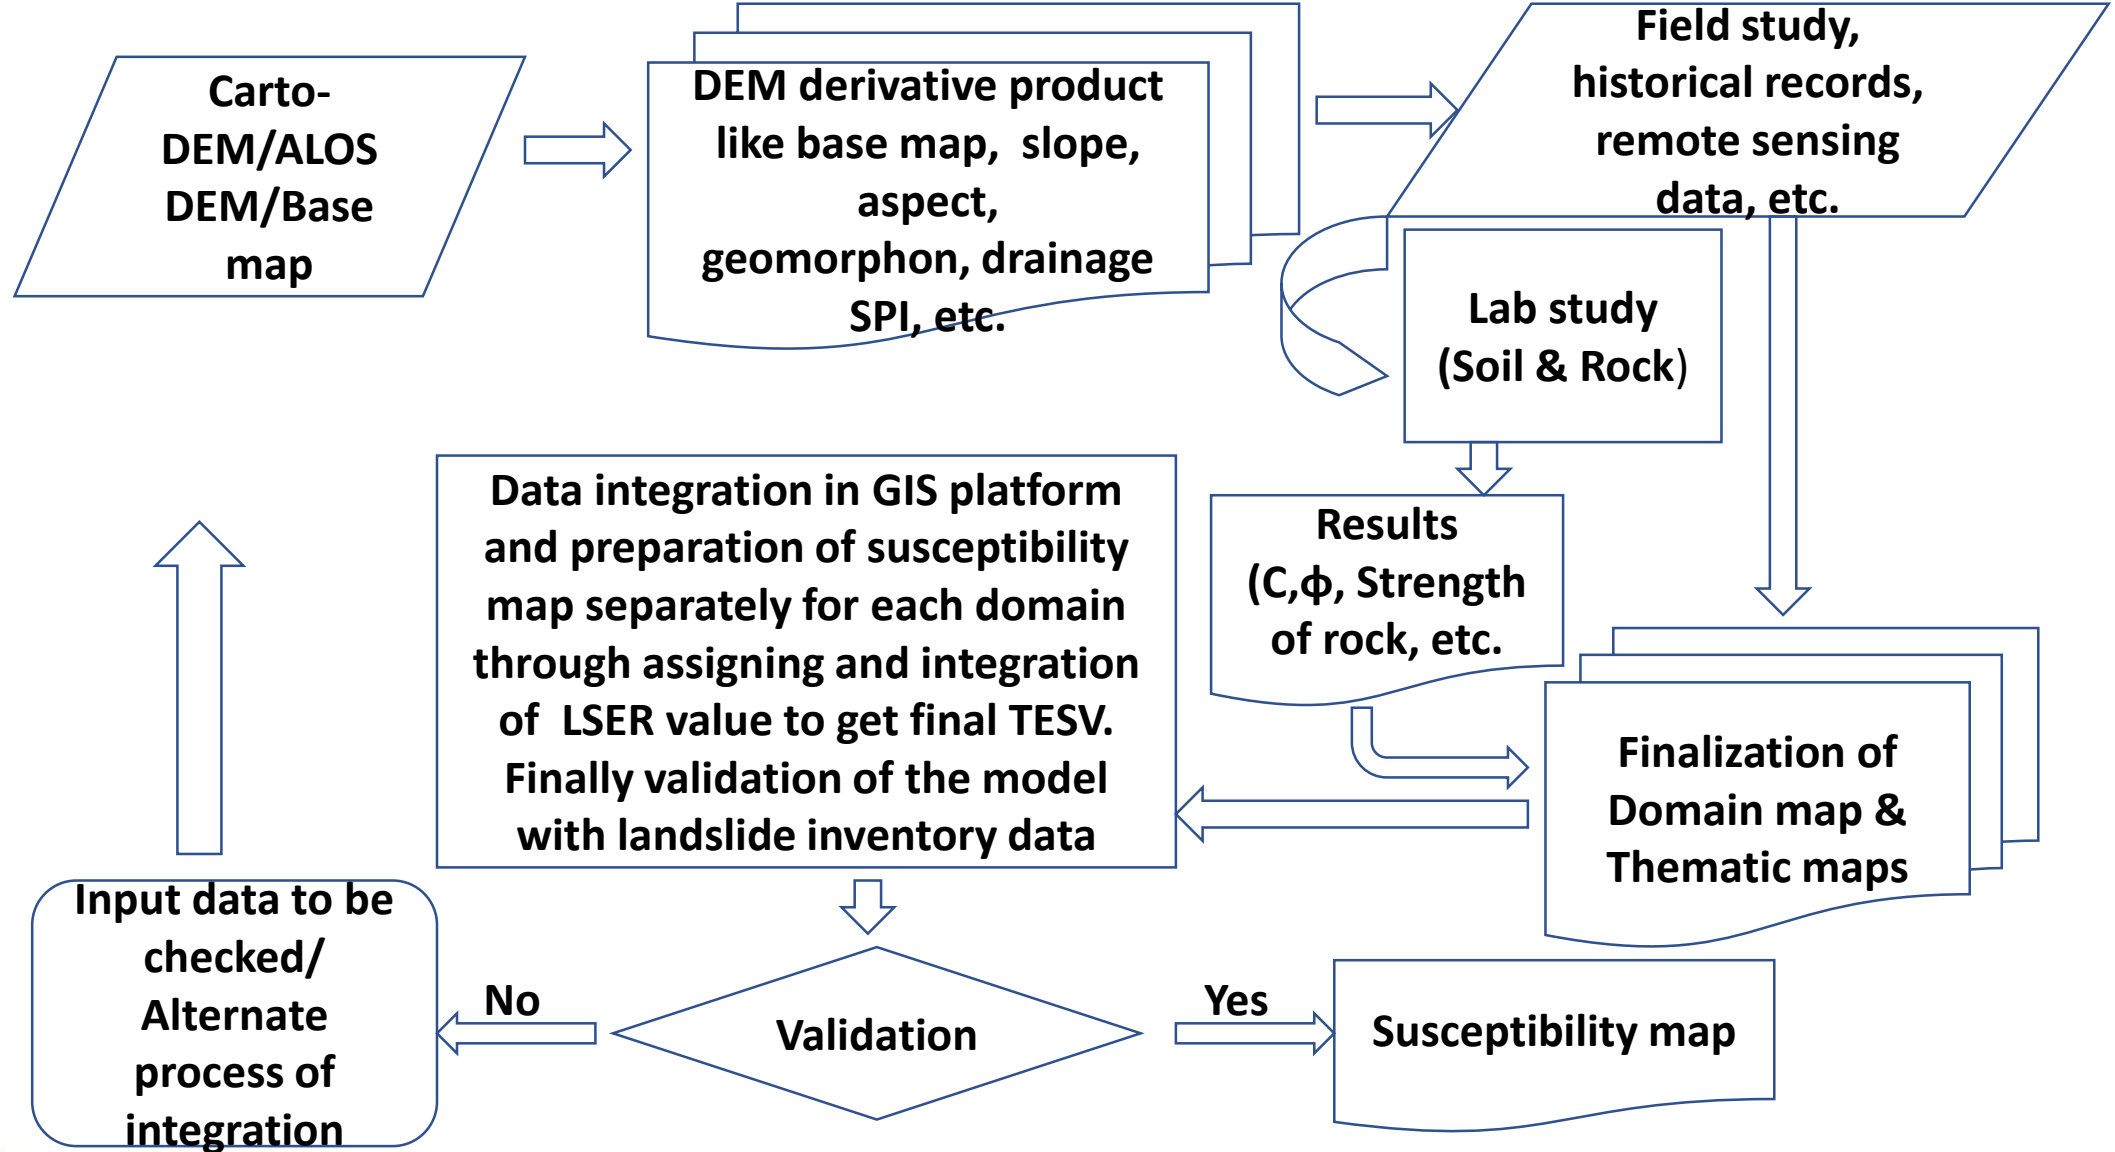 Carto-
DEM/ALOS
DEM/Base
map
DEM derivative product
like base map,  slope,
aspect,
geomorphon, drainage
SPI, etc.
Field study,
historical records,
remote sensing
data, etc.
Lab study
(Soil & Rock)
Results
(C,ɸ, Strength
of rock, etc.
Finalization of
Domain map &
Thematic maps
Data integration in GIS platform
and preparation of susceptibility
map separately for each domain
through assigning and integration
of  LSER value to get final TESV.
Finally validation of the model
with landslide inventory data
Validation
No
Yes
Input data to be
checked/
Alternate
process of
integration
Susceptibility map